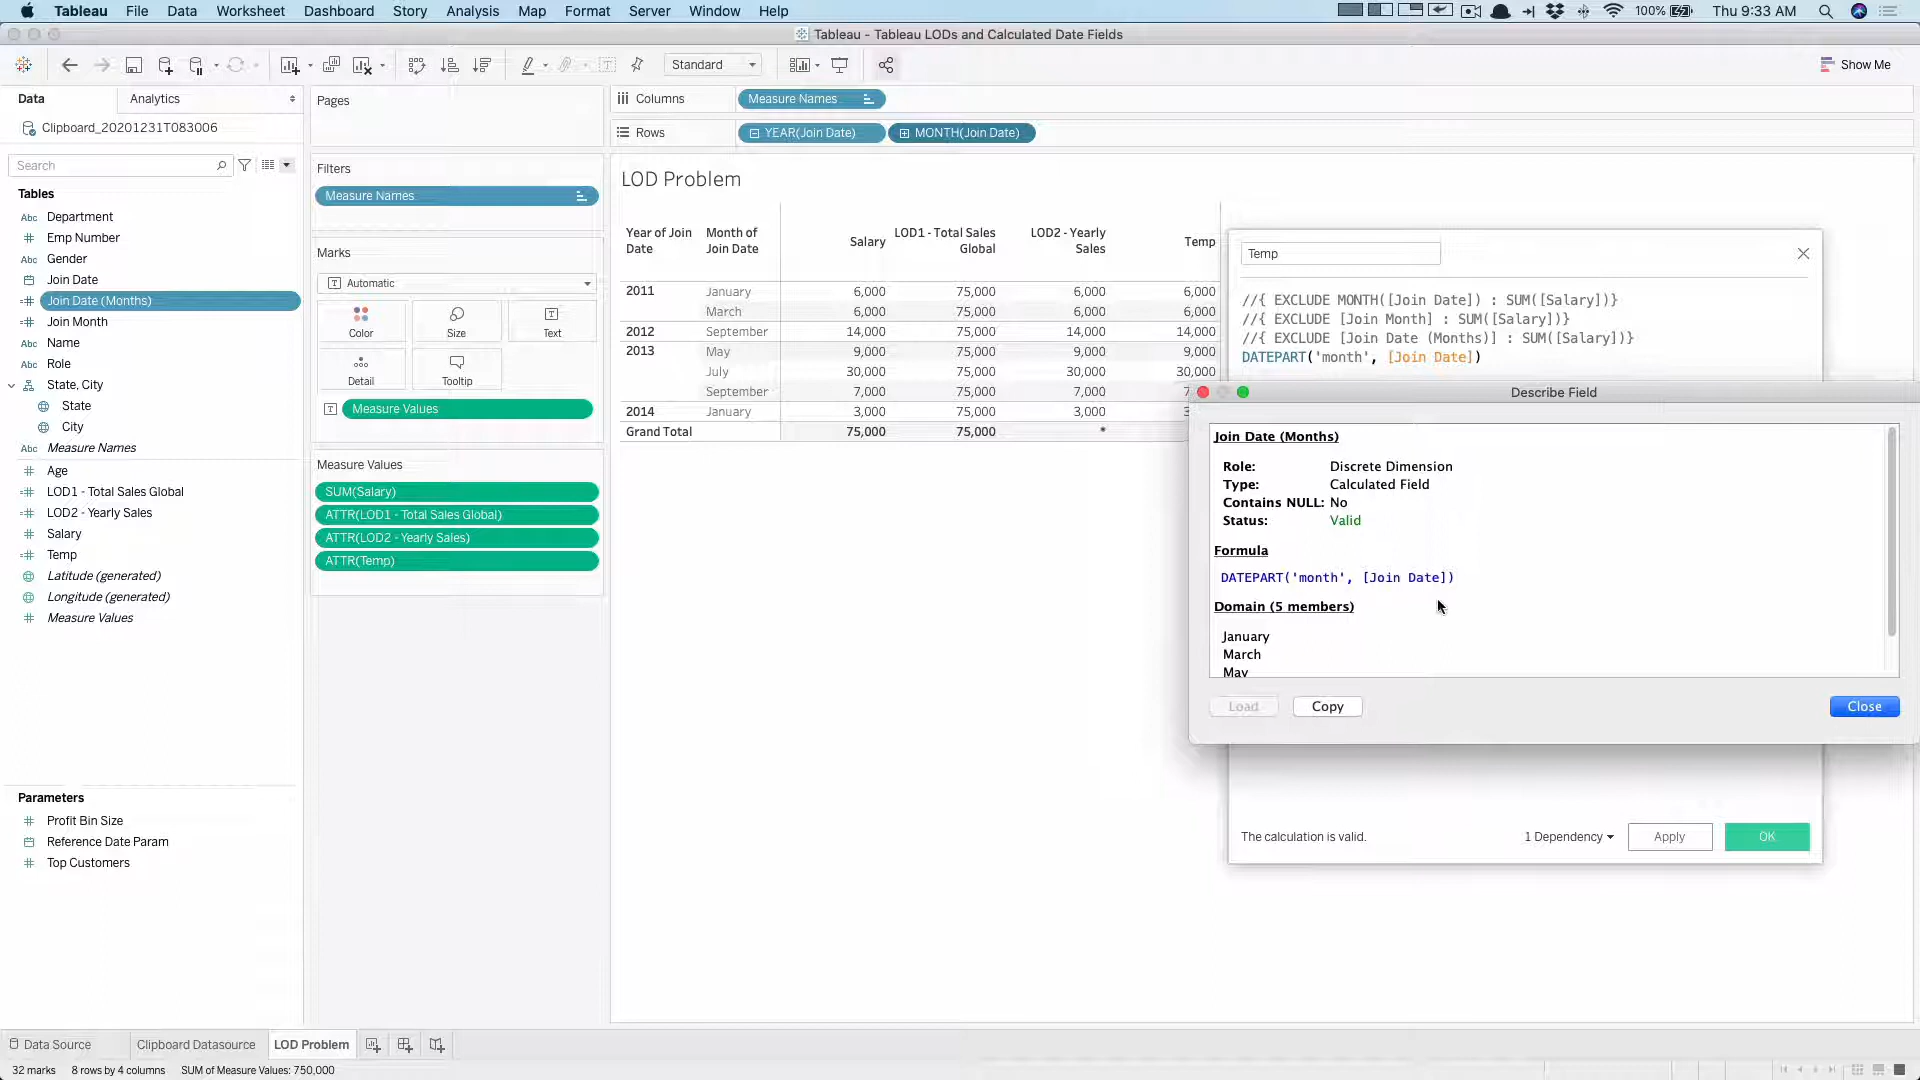 Tableau File Data Worksheet Dashboard Story Analysis Map Format Server Window Help 100% Thu 9:33 AM
Tableau - Tableau LODs and Calculated Date Fields
Standard Show Me
Data Analytics
Clipboard_20201231T083006
Search
Tables
Abc Department
Emp Number
Abc Gender
Join Date
Join Date (Months)
Join Month
Abc Name
Abc Role
State, City
State
City
Abc Measure Names
Age
LOD1 - Total Sales Global
LOD2 - Yearly Sales
Salary
Temp
Latitude (generated)
Longitude (generated)
Measure Values
Parameters
Profit Bin Size
Reference Date Param
Top Customers
Pages
Filters
Measure Names
Marks
Automatic
Color Size Text
Detail Tooltip
Measure Values
Measure Values
SUM(Salary)
ATTR(LOD1 - Total Sales Global)
ATTR(LOD2 - Yearly Sales)
ATTR(Temp)
Columns Measure Names
Rows YEAR(Join Date) MONTH(Join Date)
LOD Problem
Year of Join Date Month of Join Date Salary LOD1 - Total Sales Global LOD2 - Yearly Sales Temp
2011 January 6,000 75,000 6,000 6,000
March 6,000 75,000 6,000 6,000
2012 September 14,000 75,000 14,000 14,000
2013 May 9,000 75,000 9,000 9,000
July 30,000 75,000 30,000 30,000
September 7,000 75,000 7,000 7
2014 January 3,000 75,000 3,000 3
Grand Total 75,000 75,000 *
Temp
//{ EXCLUDE MONTH([Join Date]) : SUM([Salary])}
//{ EXCLUDE [Join Month] : SUM([Salary])}
//{ EXCLUDE [Join Date (Months)] : SUM([Salary])}
DATEPART('month', [Join Date])
Describe Field
Join Date (Months)
Role: Discrete Dimension
Type: Calculated Field
Contains NULL: No
Status: Valid
Formula
DATEPART('month', [Join Date])
Domain (5 members)
January
March
May
Load Copy Close
The calculation is valid. 1 Dependency Apply OK
Data Source Clipboard Datasource LOD Problem
32 marks 8 rows by 4 columns SUM of Measure Values: 750,000